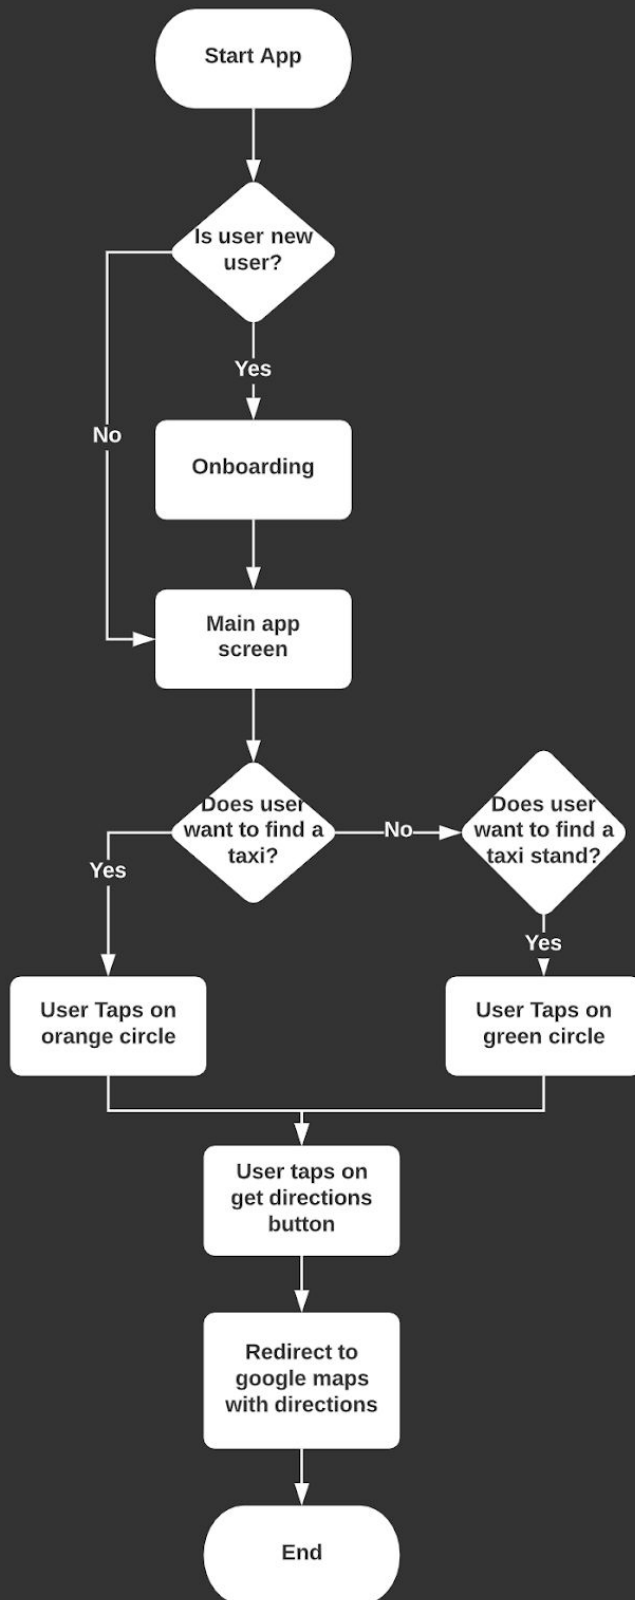 Start App
Is user new
user?
Yes
No
Onboarding
Main app
screen
Does user
want to find a
taxi?
No
Does user
want to find a
taxi stand?
Yes
Yes
User Taps on
orange circle
User Taps on
green circle
User taps on
get directions
button
Redirect to
google maps
with directions
End